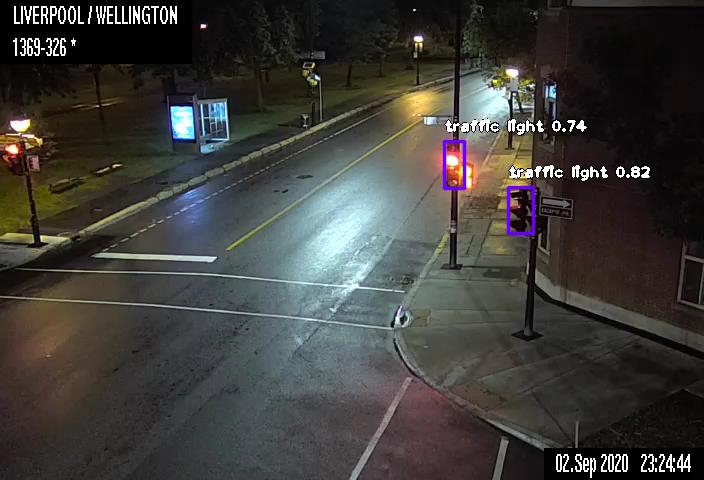 LIVERPOOL / WELLINGTON
1369-326 *
traffic light 0.74
traffic light 0.82
02.Sep 2020 23:24:44